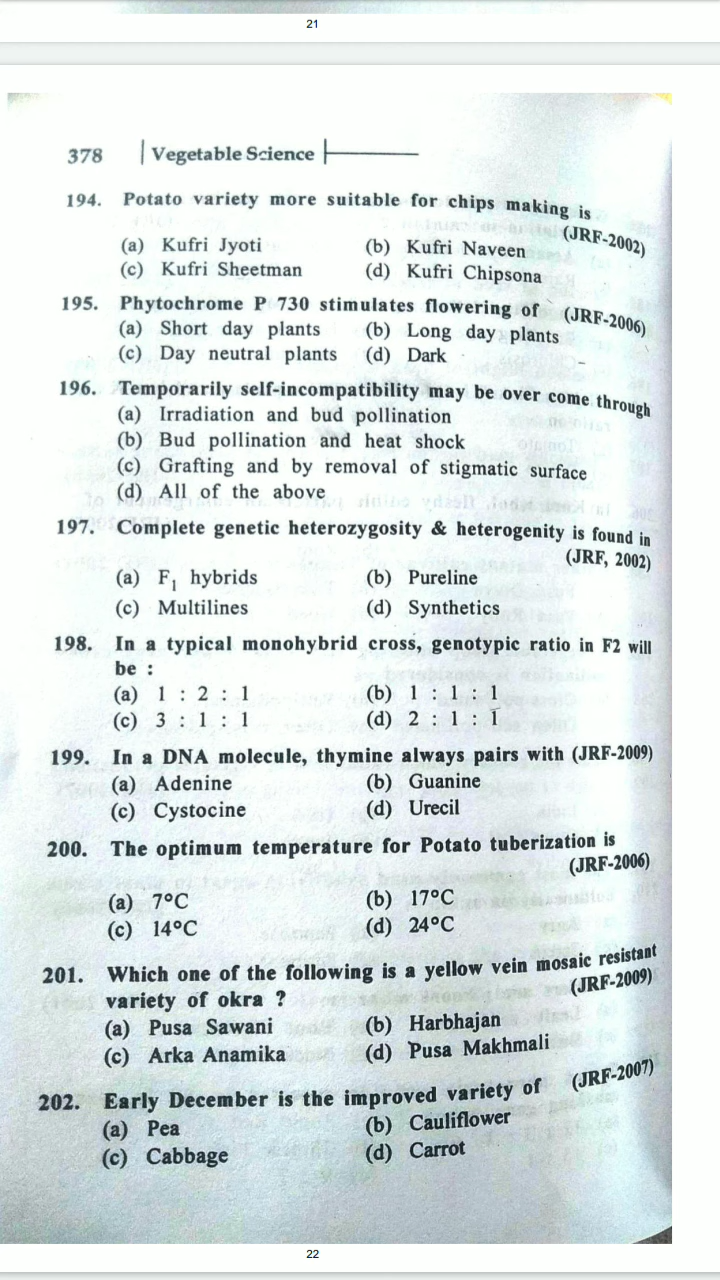 21
378 Vegetable Science
194. Potato variety more suitable for chips making is
(JRF-2002)
(a) Kufri Jyoti (b) Kufri Naveen
(c) Kufri Sheetman (d) Kufri Chipsona
195. Phytochrome P 730 stimulates flowering of (JRF-2006)
(a) Short day plants (b) Long day plants
(c) Day neutral plants (d) Dark
196. Temporarily self-incompatibility may be over come through
(a) Irradiation and bud pollination
(b) Bud pollination and heat shock
(c) Grafting and by removal of stigmatic surface
(d) All of the above
197. Complete genetic heterozygosity & heterogenity is found in
(JRF, 2002)
(a) F₁ hybrids (b) Pureline
(c) Multilines (d) Synthetics
198. In a typical monohybrid cross, genotypic ratio in F2 will
be :
(a) 1 : 2 : 1 (b) 1 : 1 : 1
(c) 3 : 1 : 1 (d) 2 : 1 : 1
199. In a DNA molecule, thymine always pairs with (JRF-2009)
(a) Adenine (b) Guanine
(c) Cystocine (d) Urecil
200. The optimum temperature for Potato tuberization is
(JRF-2006)
(a) 7°C (b) 17°C
(c) 14°C (d) 24°C
201. Which one of the following is a yellow vein mosaic resistant
variety of okra ? (JRF-2009)
(a) Pusa Sawani (b) Harbhajan
(c) Arka Anamika (d) Pusa Makhmali
202. Early December is the improved variety of (JRF-2007)
(a) Pea (b) Cauliflower
(c) Cabbage (d) Carrot
22